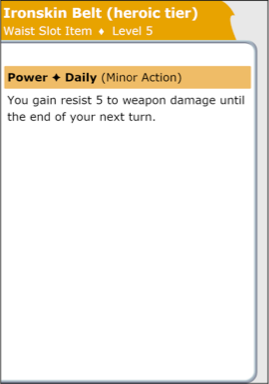 Ironskin Belt (heroic tier)
Waist Slot Item ♦ Level 5
Power ✦ Daily (Minor Action)
You gain resist 5 to weapon damage until
the end of your next turn.